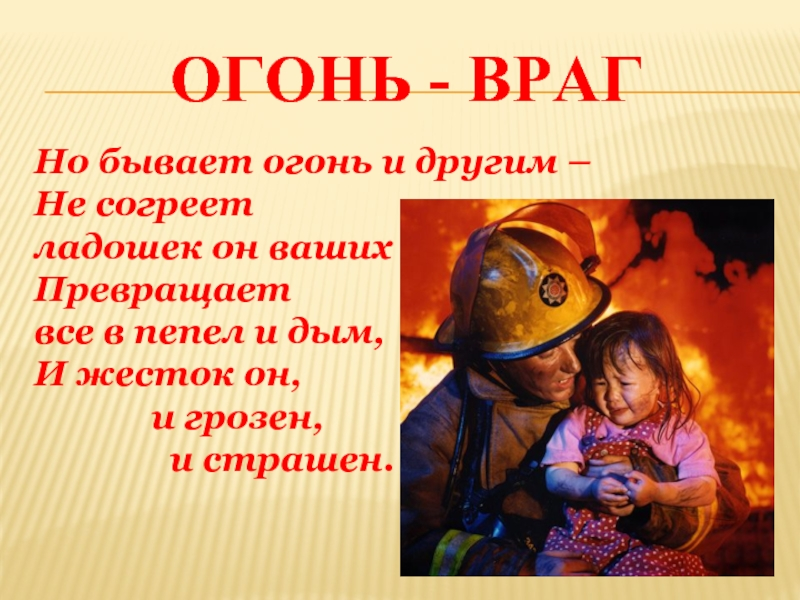 ОГОНЬ - ВРАГ
Но бывает огонь и другим –
Не согреет
ладошек он ваших
Превращает
все в пепел и дым,
И жесток он,
и грозен,
и страшен.